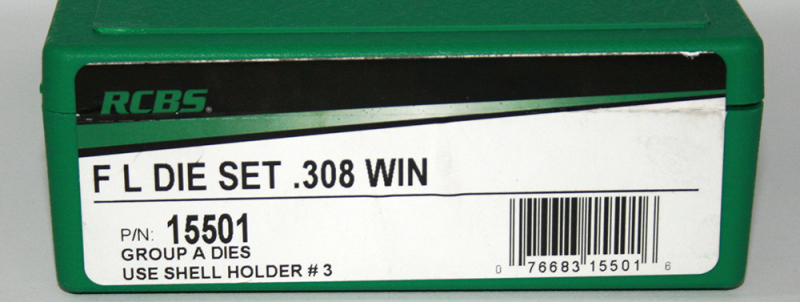 RCBS.
F L DIE SET .308 WIN
P/N: 15501
GROUP A DIES
USE SHELL HOLDER # 3
0 76683 15501 6